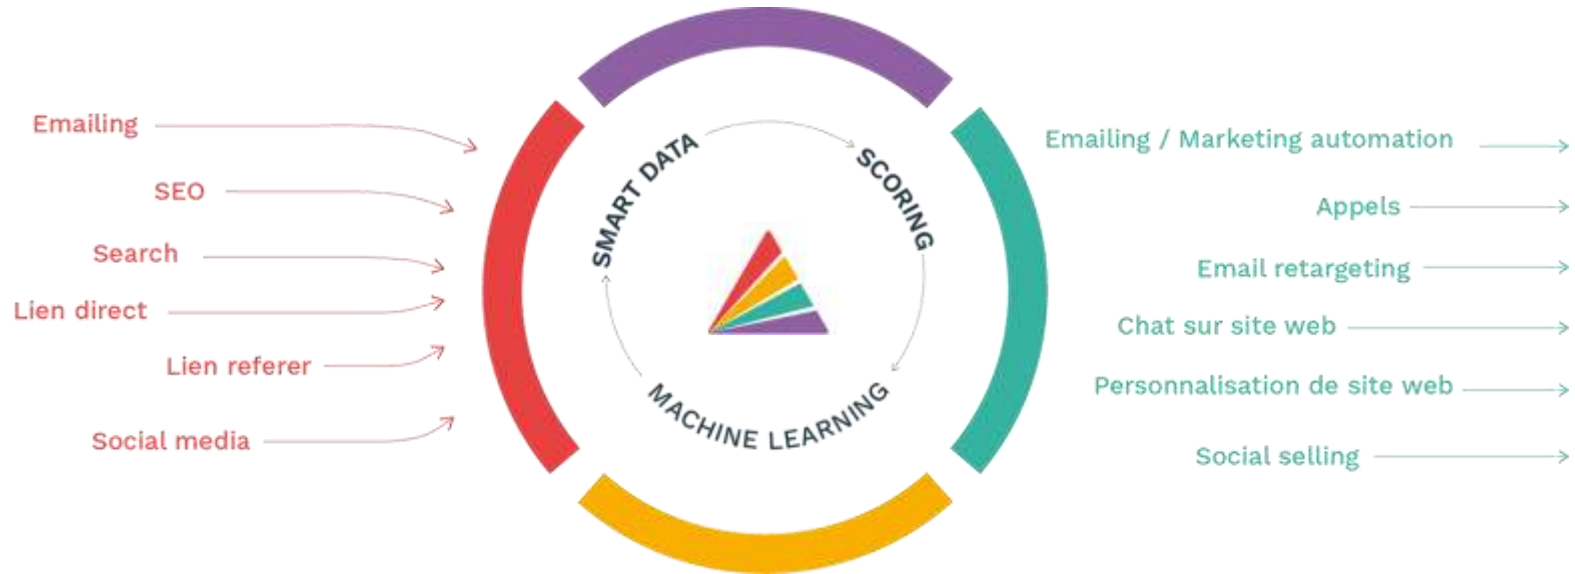 Emailing
SEO
Search
Lien direct
Lien referer
Social media
SMART DATA
SCORING
MACHINE LEARNING
Emailing / Marketing automation
Appels
Email retargeting
Chat sur site web
Personnalisation de site web
Social selling